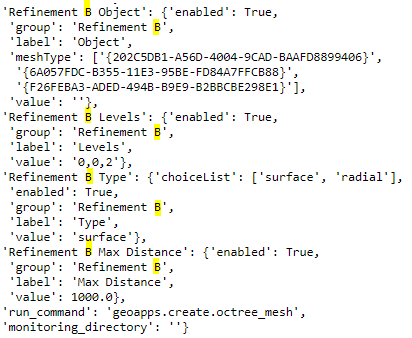 'Refinement B Object': {'enabled': True,
'group': 'Refinement B',
'label': 'Object',
'meshType': ['{202C5DB1-A56D-4004-9CAD-BAAFD8899406}',
'{6A057FDC-B355-11E3-95BE-FD84A7FFCB88}',
'{F26FEBA3-ADED-494B-B9E9-B2BBCBE298E1}'],
'value': ''},
'Refinement B Levels': {'enabled': True,
'group': 'Refinement B',
'label': 'Levels',
'value': '0,0,2'},
'Refinement B Type': {'choiceList': ['surface', 'radial'],
'enabled': True,
'group': 'Refinement B',
'label': 'Type',
'value': 'surface'},
'Refinement B Max Distance': {'enabled': True,
'group': 'Refinement B',
'label': 'Max Distance',
'value': 1000.0},
'run_command': 'geoapps.create.octree_mesh',
'monitoring_directory': ''}